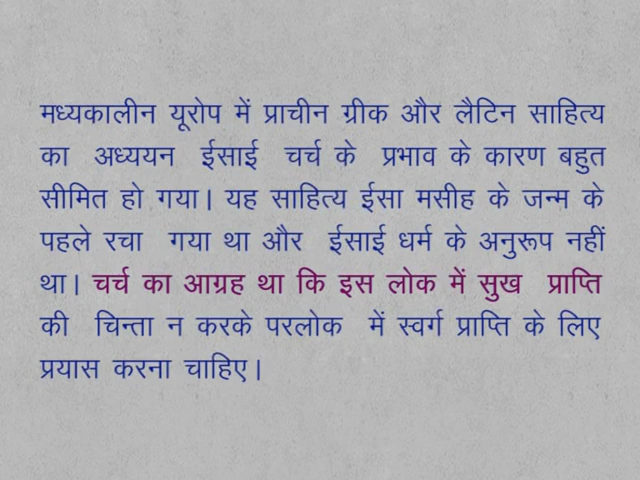 मध्यकालीन यूरोप में प्राचीन ग्रीक और लैटिन साहित्य
का अध्ययन ईसाई चर्च के प्रभाव के कारण बहुत
सीमित हो गया। यह साहित्य ईसा मसीह के जन्म के
पहले रचा गया था और ईसाई धर्म के अनुरूप नहीं
था। चर्च का आग्रह था कि इस लोक में सुख प्राप्ति
की चिन्ता न करके परलोक में स्वर्ग प्राप्ति के लिए
प्रयास करना चाहिए।